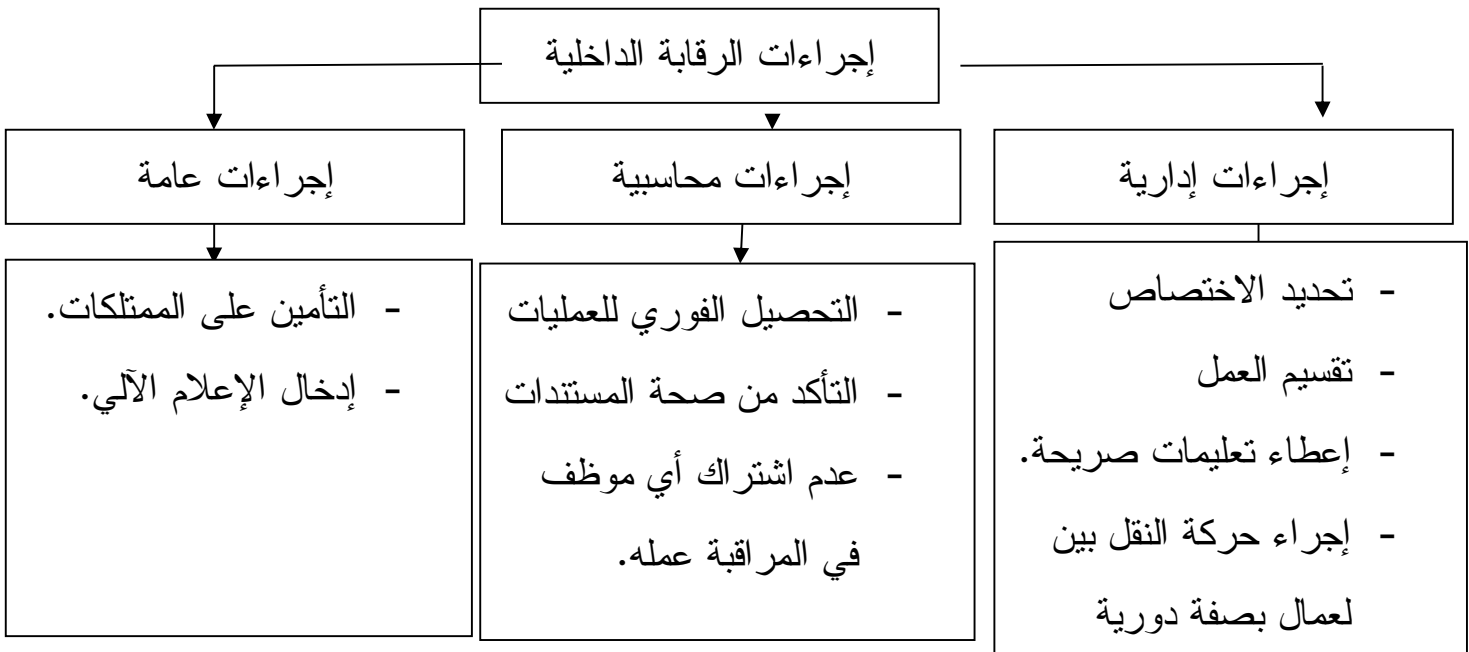 إجراءات الرقابة الداخلية
إجراءات إدارية
إجراءات محاسبية
إجراءات عامة
- تحديد الاختصاص
- تقسيم العمل
- إعطاء تعليمات صريحة.
- إجراء حركة النقل بين
لعمال بصفة دورية
- التحصيل الفوري للعمليات
- التأكد من صحة المستندات
- عدم اشتراك أي موظف
في المراقبة عمله.
- التأمين على الممتلكات.
- إدخال الإعلام الآلي.